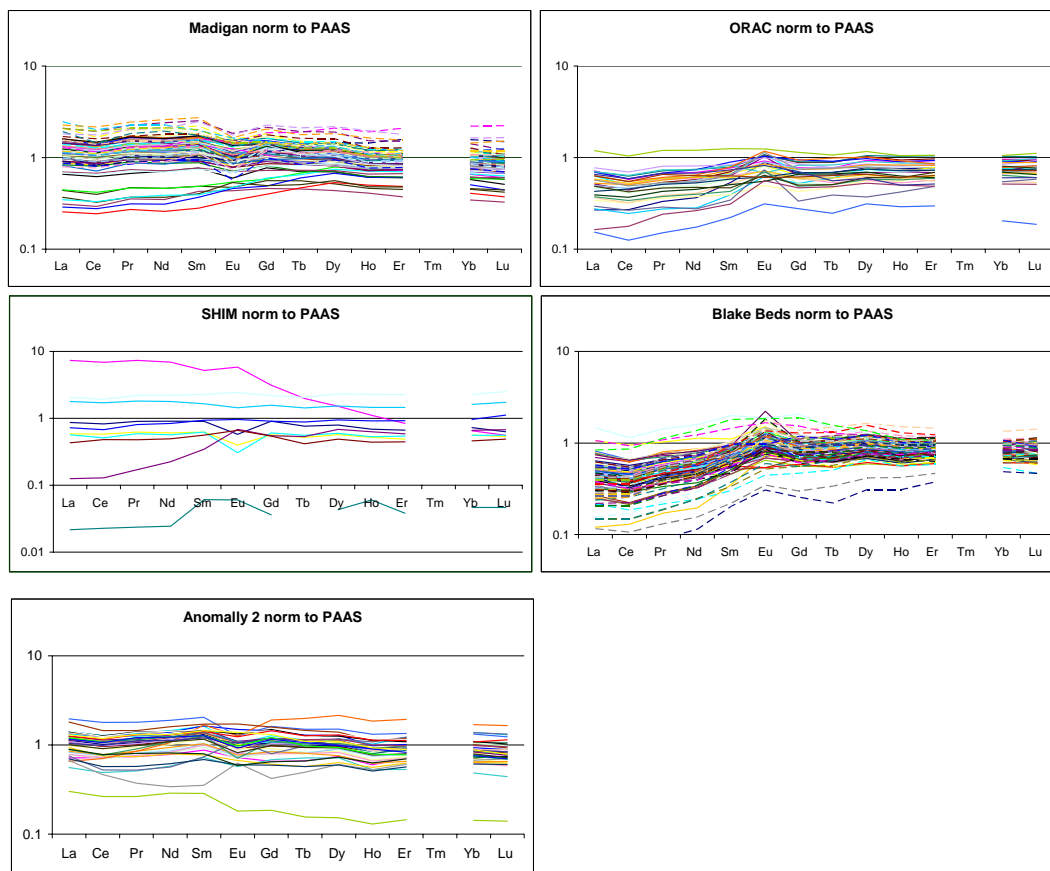 Madigan norm to PAAS
10
1
0.1
La Ce Pr Nd Sm Eu Gd Tb Dy Ho Er Tm Yb Lu
ORAC norm to PAAS
10
1
0.1
La Ce Pr Nd Sm Eu Gd Tb Dy Ho Er Tm Yb Lu
SHIM norm to PAAS
10
1
0.1
La Ce Pr Nd Sm Eu Gd Tb Dy Ho Er Tm Yb Lu
0.01
Blake Beds norm to PAAS
10
1
0.1
La Ce Pr Nd Sm Eu Gd Tb Dy Ho Er Tm Yb Lu
Anomally 2 norm to PAAS
10
1
0.1
La Ce Pr Nd Sm Eu Gd Tb Dy Ho Er Tm Yb Lu